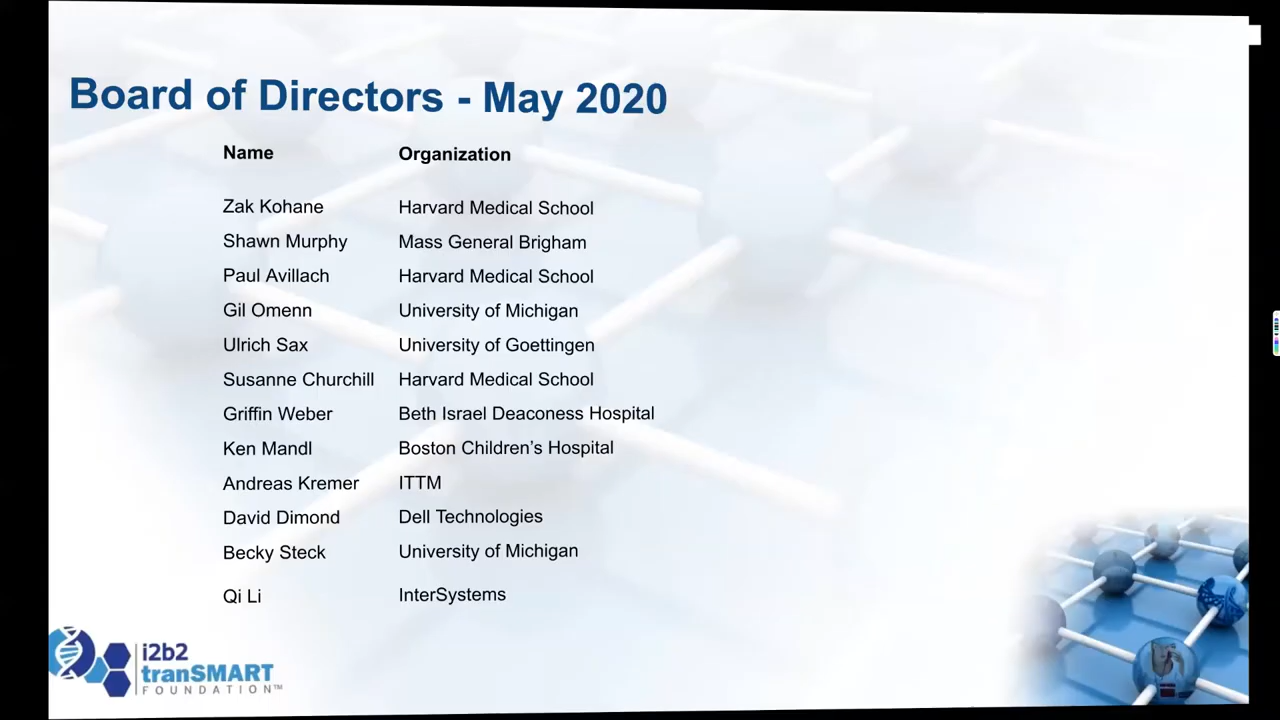 Board of Directors - May 2020
Name Organization
Zak Kohane Harvard Medical School
Shawn Murphy Mass General Brigham
Paul Avillach Harvard Medical School
Gil Omenn University of Michigan
Ulrich Sax University of Goettingen
Susanne Churchill Harvard Medical School
Griffin Weber Beth Israel Deaconess Hospital
Ken Mandl Boston Children’s Hospital
Andreas Kremer ITTM
David Dimond Dell Technologies
Becky Steck University of Michigan
Qi Li InterSystems
i2b2
tranSMART
FOUNDATION™